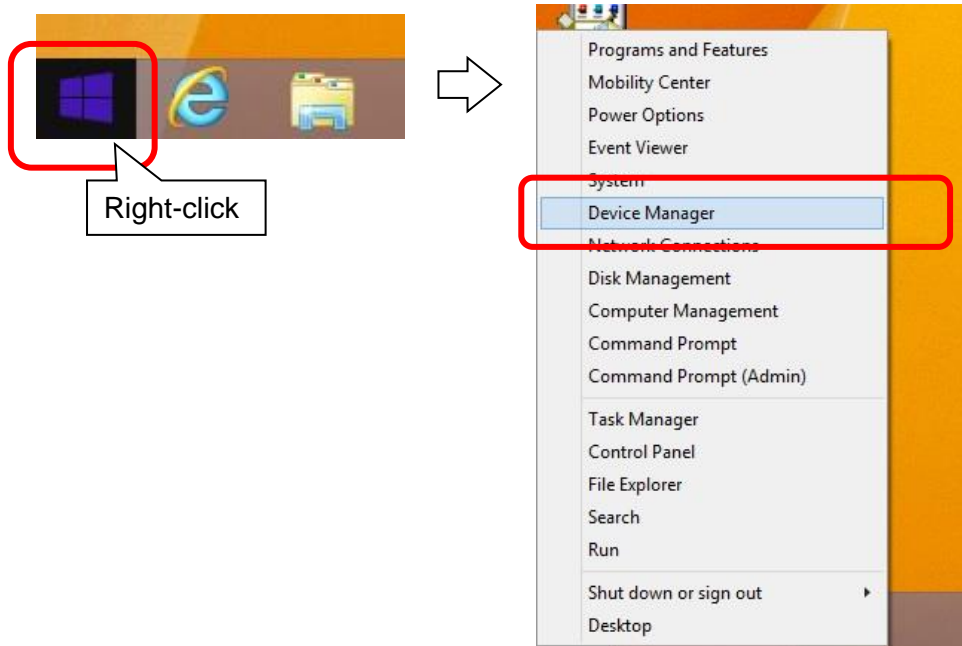 Right-click
Programs and Features
Mobility Center
Power Options
Event Viewer
System
Device Manager
Network Connections
Disk Management
Computer Management
Command Prompt
Command Prompt (Admin)
Task Manager
Control Panel
File Explorer
Search
Run
Shut down or sign out
Desktop